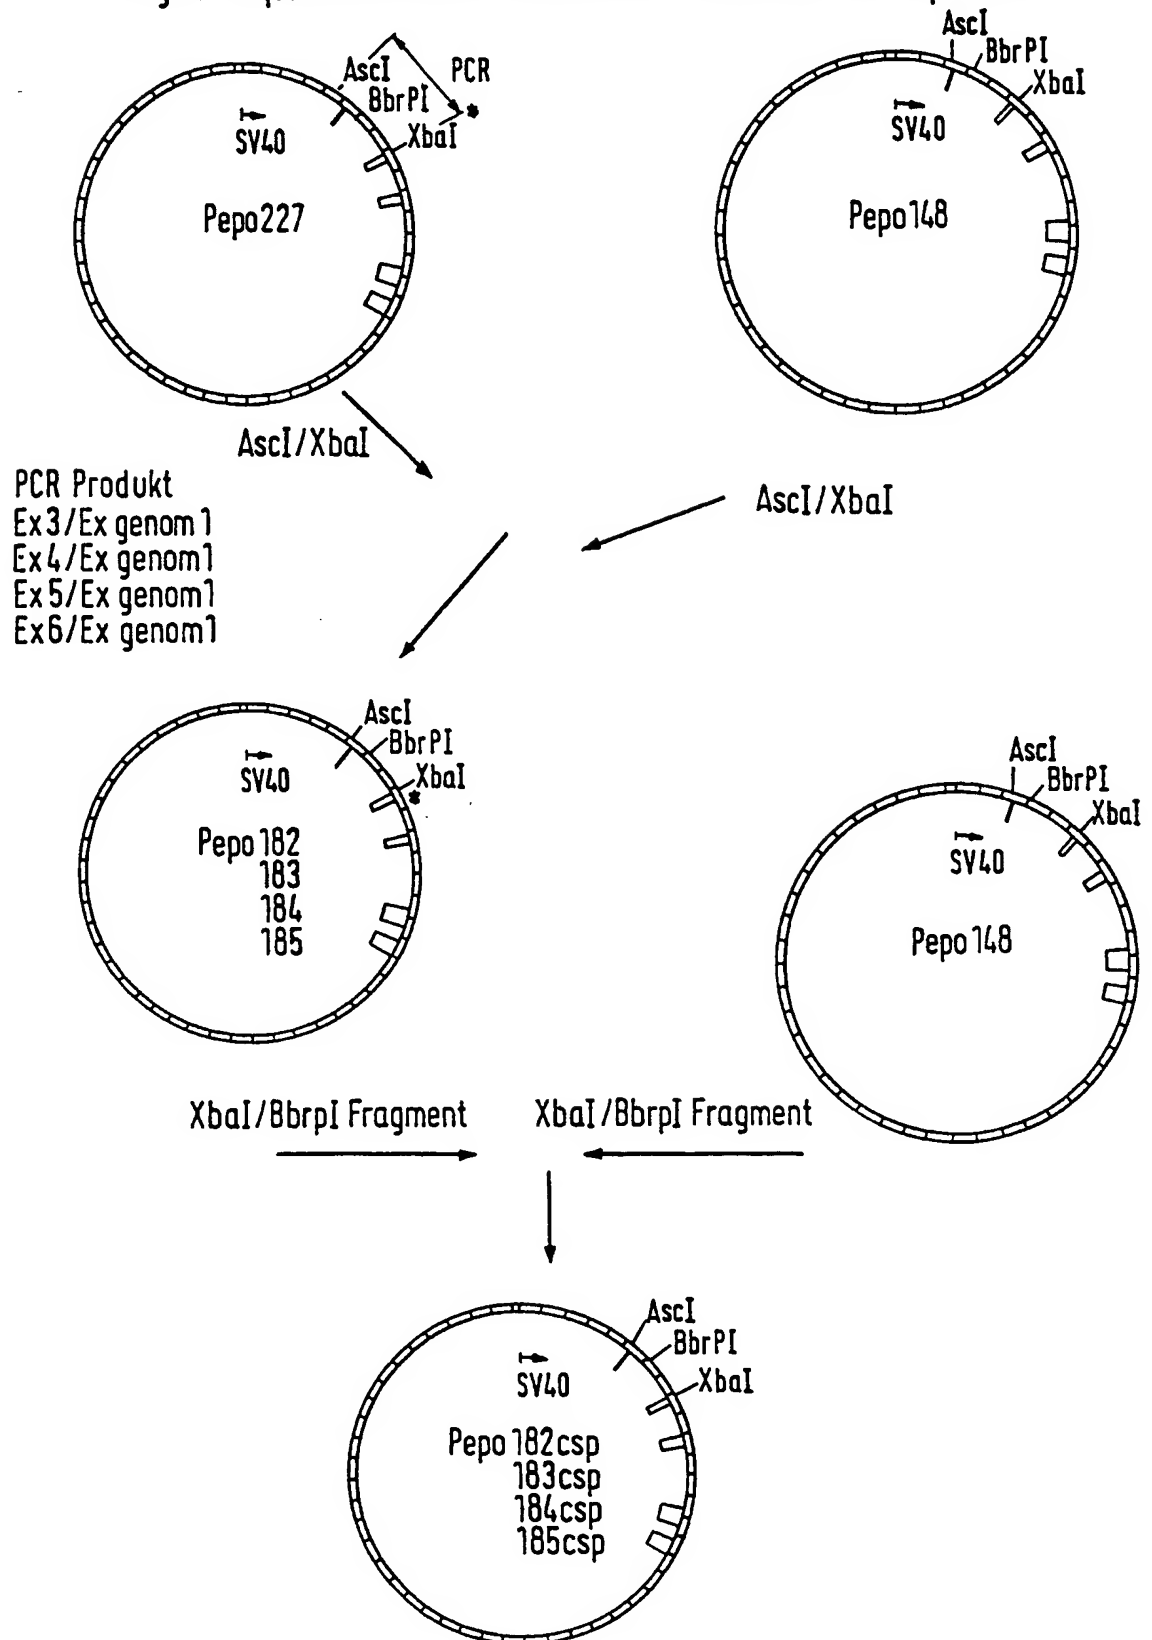 AscI
BbrPI
XbaI
PCR
*
SV40
Pepo227
AscI
BbrPI
XbaI
SV40
Pepo148
AscI/XbaI
AscI/XbaI
PCR Produkt
Ex3/Ex genom1
Ex4/Ex genom1
Ex5/Ex genom1
Ex6/Ex genom1
AscI
BbrPI
XbaI
*
SV40
Pepo182
183
184
185
AscI
BbrPI
XbaI
SV40
Pepo148
XbaI/BbrpI Fragment
XbaI/BbrpI Fragment
AscI
BbrPI
XbaI
SV40
Pepo182csp
183csp
184csp
185csp